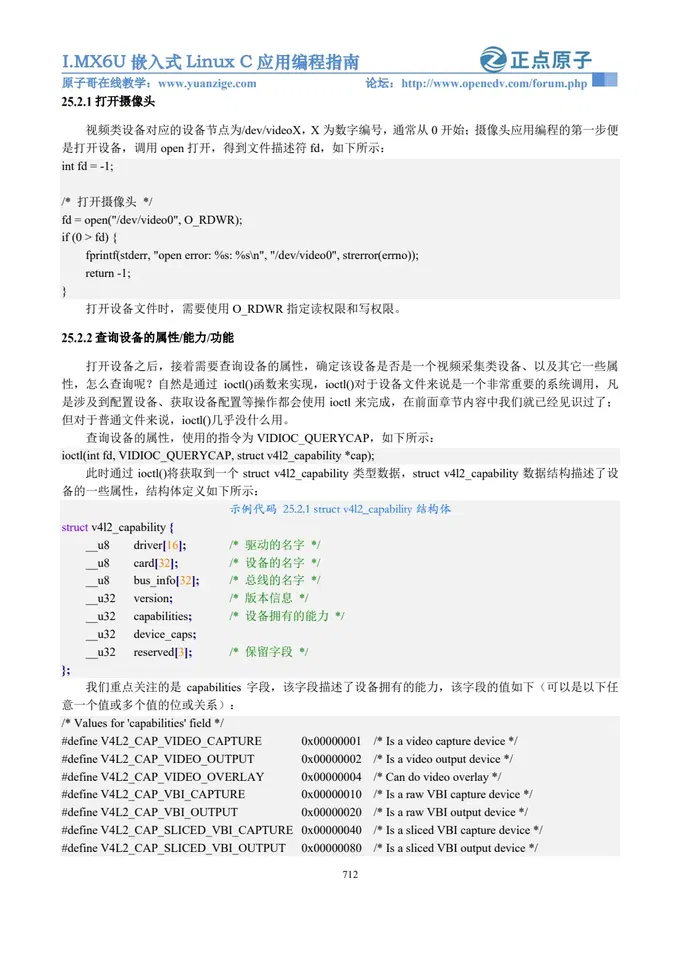 I.MX6U 嵌入式 Linux C 应用编程指南
正点原子
原子哥在线教学：www.yuanzige.com
论坛：http://www.openedv.com/forum.php
25.2.1 打开摄像头
视频类设备对应的设备节点为/dev/videoX，X 为数字编号，通常从 0 开始；摄像头应用编程的第一步便
是打开设备，调用 open 打开，得到文件描述符 fd，如下所示：
int fd = -1;
/* 打开摄像头 */
fd = open("/dev/video0", O_RDWR);
if (0 > fd) {
fprintf(stderr, "open error: %s: %s\n", "/dev/video0", strerror(errno));
return -1;
}
打开设备文件时，需要使用 O_RDWR 指定读权限和写权限。
25.2.2 查询设备的属性/能力/功能
打开设备之后，接着需要查询设备的属性，确定该设备是否是一个视频采集类设备、以及其它一些属
性，怎么查询呢？自然是通过 ioctl()函数来实现，ioctl()对于设备文件来说是一个非常重要的系统调用，凡
是涉及到配置设备、获取设备配置等操作都会使用 ioctl 来完成，在前面章节内容中我们就已经见识过了；
但对于普通文件来说，ioctl()几乎没什么用。
查询设备的属性，使用的指令为 VIDIOC_QUERYCAP，如下所示：
ioctl(int fd, VIDIOC_QUERYCAP, struct v4l2_capability *cap);
此时通过 ioctl()将获取到一个 struct v4l2_capability 类型数据，struct v4l2_capability 数据结构描述了设
备的一些属性，结构体定义如下所示：
示例代码 25.2.1 struct v4l2_capability 结构体
struct v4l2_capability {
__u8 driver[16]; /* 驱动的名字 */
__u8 card[32]; /* 设备的名字 */
__u8 bus_info[32]; /* 总线的名字 */
__u32 version; /* 版本信息 */
__u32 capabilities; /* 设备拥有的能力 */
__u32 device_caps;
__u32 reserved[3]; /* 保留字段 */
};
我们重点关注的是 capabilities 字段，该字段描述了设备拥有的能力，该字段的值如下（可以是以下任
意一个值或多个值的位或关系）：
/* Values for 'capabilities' field */
#define V4L2_CAP_VIDEO_CAPTURE 0x00000001 /* Is a video capture device */
#define V4L2_CAP_VIDEO_OUTPUT 0x00000002 /* Is a video output device */
#define V4L2_CAP_VIDEO_OVERLAY 0x00000004 /* Can do video overlay */
#define V4L2_CAP_VBI_CAPTURE 0x00000010 /* Is a raw VBI capture device */
#define V4L2_CAP_VBI_OUTPUT 0x00000020 /* Is a raw VBI output device */
#define V4L2_CAP_SLICED_VBI_CAPTURE 0x00000040 /* Is a sliced VBI capture device */
#define V4L2_CAP_SLICED_VBI_OUTPUT 0x00000080 /* Is a sliced VBI output device */
712